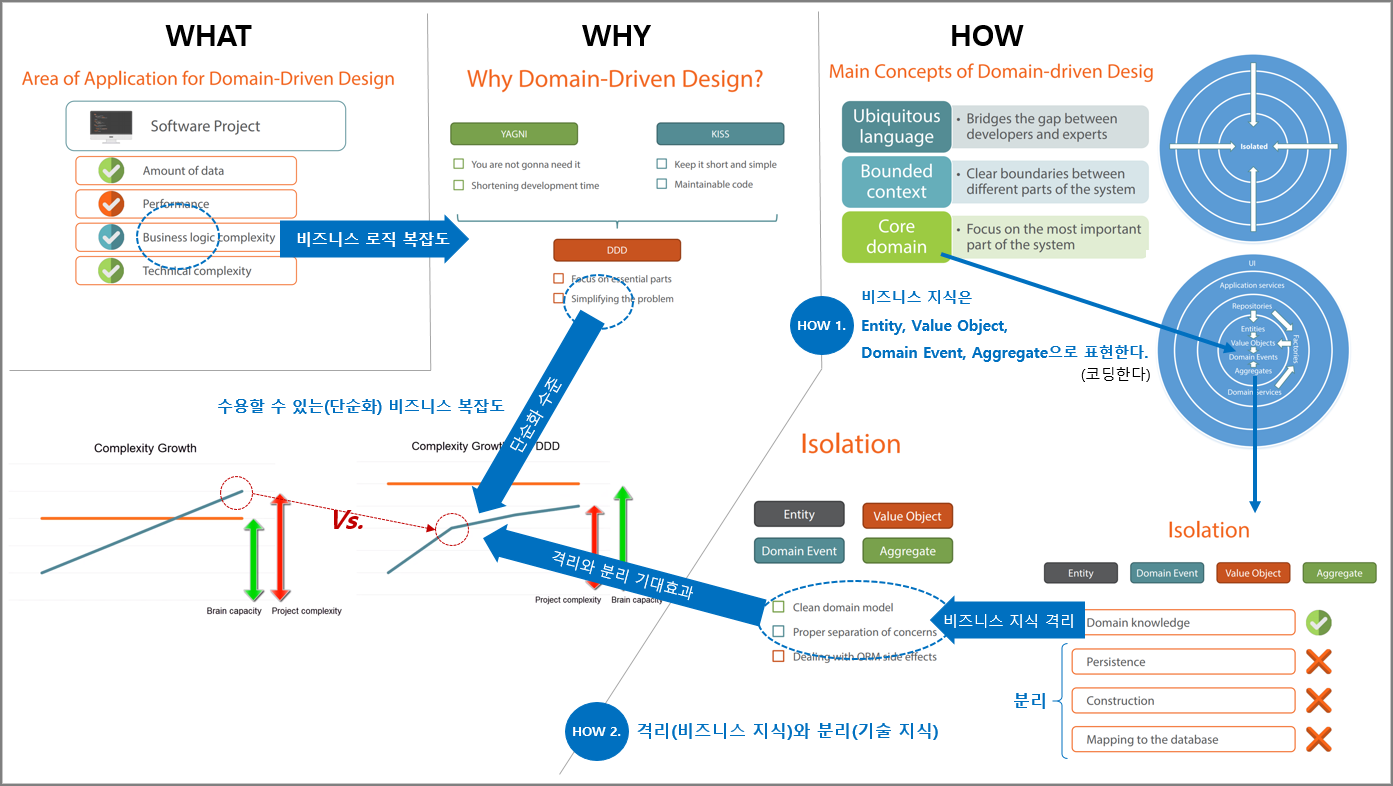 WHAT
Area of Application for Domain-Driven Design
Software Project
Amount of data
Performance
Business logic complexity
Technical complexity
비즈니스 로직 복잡도
WHY
Why Domain-Driven Design?
YAGNI
You are not gonna need it
Shortening development time
KISS
Keep it short and simple
Maintainable code
DDD
Focus on essential parts
Simplifying the problem
단순화 수준
HOW
Main Concepts of Domain-driven Desig
Ubiquitous
language
• Bridges the gap between
developers and experts
Bounded
context
• Clear boundaries between
different parts of the system
Core
domain
• Focus on the most important
part of the system
Isolated
HOW 1.
비즈니스 지식은
Entity, Value Object,
Domain Event, Aggregate으로 표현한다.
(코딩한다)
UI
Application services
Repositories
Entities
Value Objects
Domain Events
Aggregates
Domain Services
Factories
수용할 수 있는(단순화) 비즈니스 복잡도
Complexity Growth
Brain capacity
Project complexity
Vs.
Complexity Growth DDD
Project complexity
Brain capacity
격리와 분리 기대효과
Isolation
Entity
Value Object
Domain Event
Aggregate
Clean domain model
Proper separation of concerns
Dealing with ORM side effects
비즈니스 지식 격리
Isolation
Entity
Domain Event
Value Object
Aggregate
Domain knowledge
Persistence
Construction
Mapping to the database
분리
HOW 2.
격리(비즈니스 지식)와 분리(기술 지식)